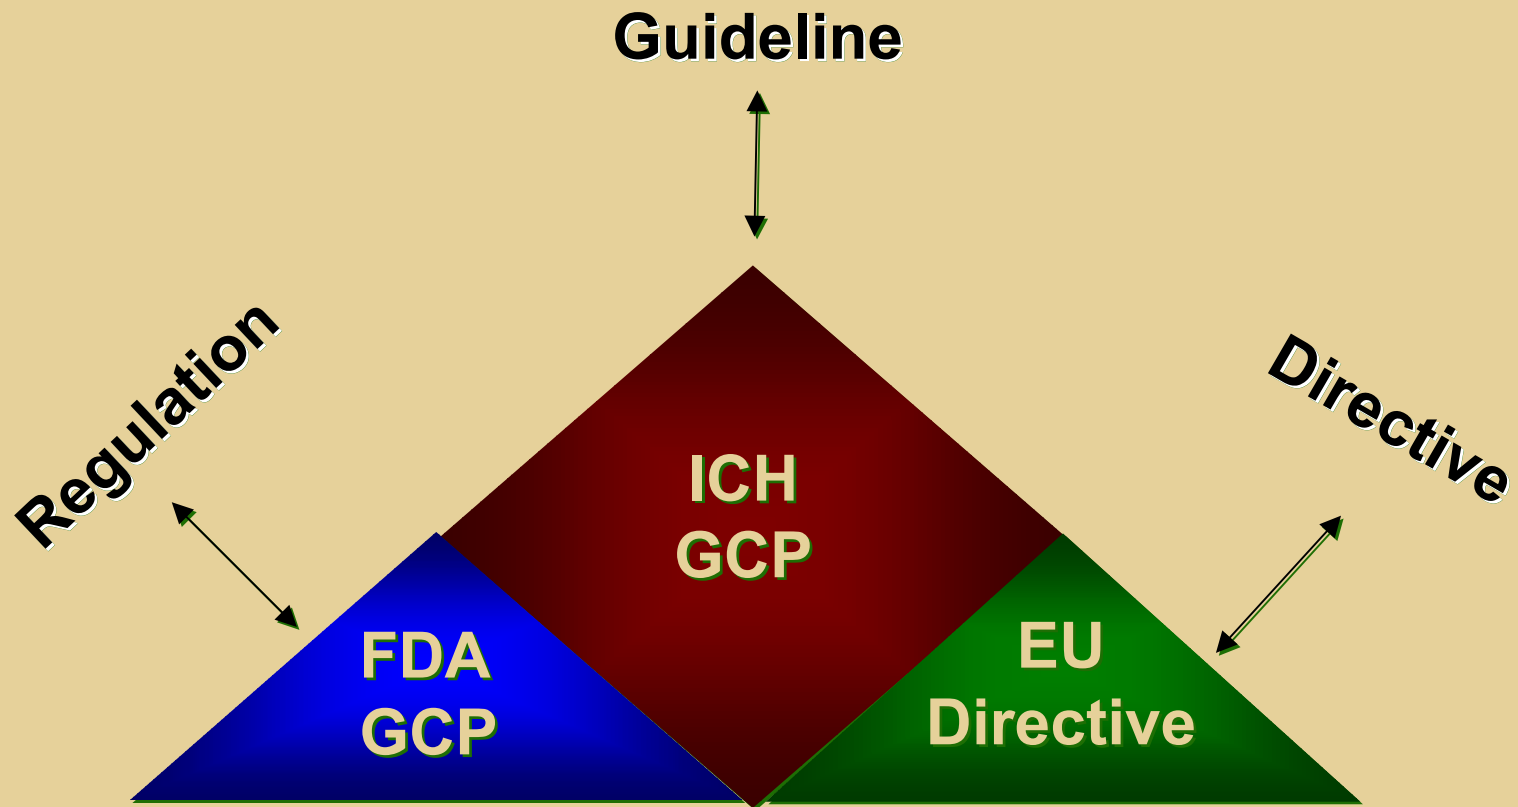 Guideline
Regulation
Directive
ICH
GCP
FDA
GCP
EU
Directive